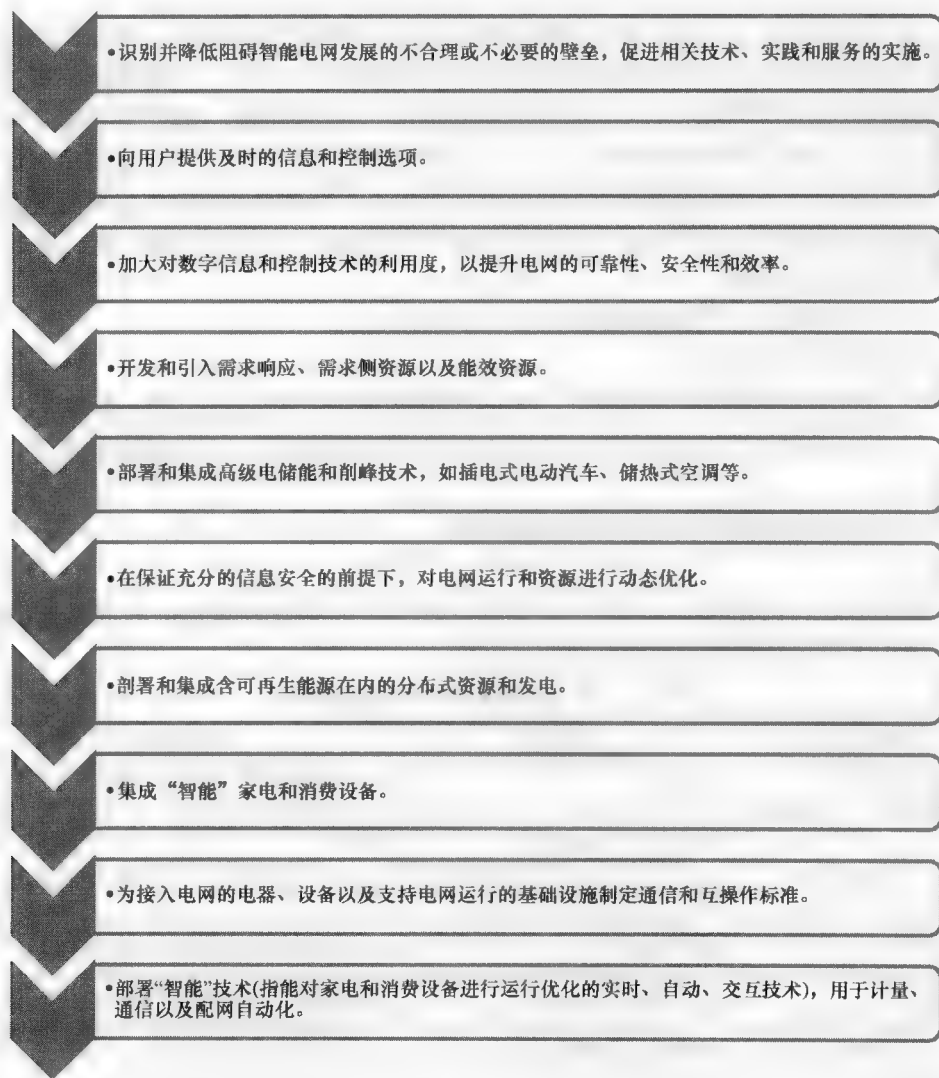 •识别并降低阻碍智能电网发展的不合理或不必要的壁垒，促进相关技术、实践和服务的实施。
•向用户提供及时的信息和控制选项。
•加大对数字信息和控制技术的利用度，以提升电网的可靠性、安全性和效率。
•开发和引入需求响应、需求侧资源以及能效资源。
•部署和集成高级电储能和削峰技术，如插电式电动汽车、储热式空调等。
•在保证充分的信息安全的前提下，对电网运行和资源进行动态优化。
•剖署和集成含可再生能源在内的分布式资源和发电。
•集成“智能”家电和消费设备。
•为接入电网的电器、设备以及支持电网运行的基础设施制定通信和互操作标准。
•部署“智能”技术(指能对家电和消费设备进行运行优化的实时、自动、交互技术)，用于计量、
通信以及配网自动化。